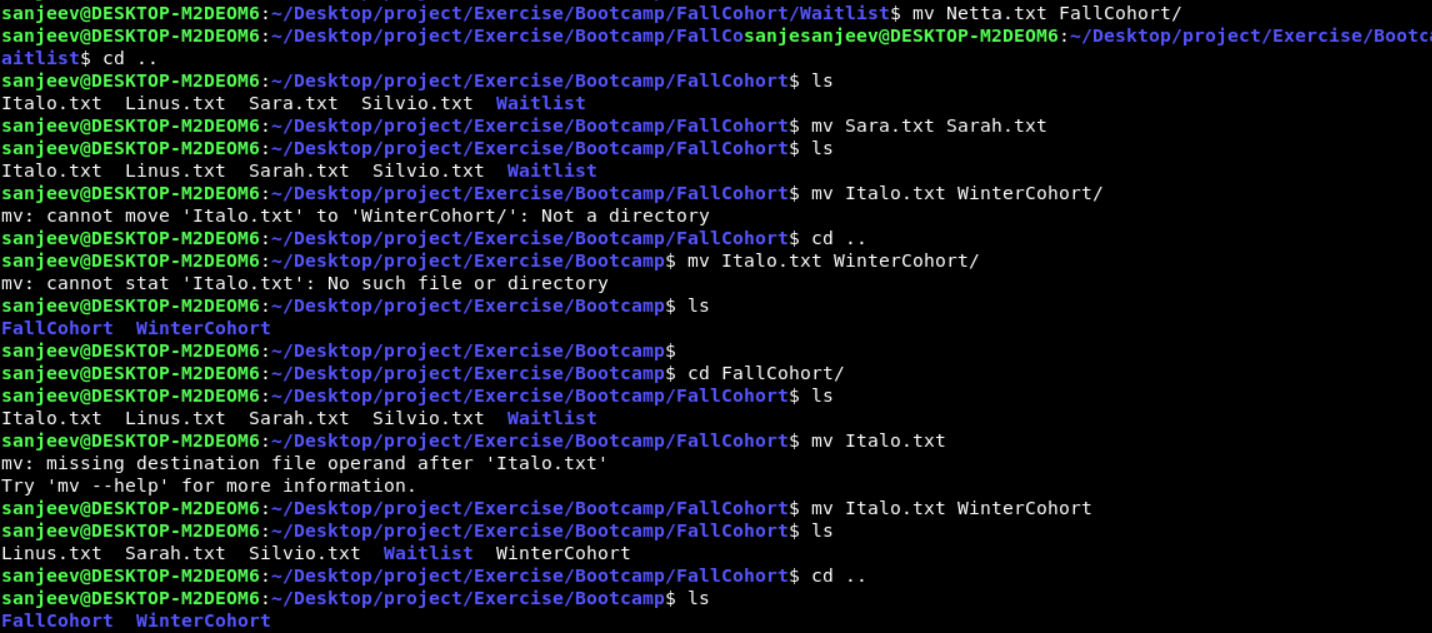 sanjeev@DESKTOP-M2DEOM6:~/Desktop/project/Exercise/Bootcamp/FallCohort/Waitlist$ mv Netta.txt FallCohort/
sanjeev@DESKTOP-M2DEOM6:~/Desktop/project/Exercise/Bootcamp/FallCosanjesanjeev@DESKTOP-M2DEOM6:~/Desktop/project/Exercise/Bootc
aitlist$ cd ..
sanjeev@DESKTOP-M2DEOM6:~/Desktop/project/Exercise/Bootcamp/FallCohort$ ls
Italo.txt  Linus.txt  Sara.txt  Silvio.txt  Waitlist
sanjeev@DESKTOP-M2DEOM6:~/Desktop/project/Exercise/Bootcamp/FallCohort$ mv Sara.txt Sarah.txt
sanjeev@DESKTOP-M2DEOM6:~/Desktop/project/Exercise/Bootcamp/FallCohort$ ls
Italo.txt  Linus.txt  Sarah.txt  Silvio.txt  Waitlist
sanjeev@DESKTOP-M2DEOM6:~/Desktop/project/Exercise/Bootcamp/FallCohort$ mv Italo.txt WinterCohort/
mv: cannot move 'Italo.txt' to 'WinterCohort/': Not a directory
sanjeev@DESKTOP-M2DEOM6:~/Desktop/project/Exercise/Bootcamp/FallCohort$ cd ..
sanjeev@DESKTOP-M2DEOM6:~/Desktop/project/Exercise/Bootcamp$ mv Italo.txt WinterCohort/
mv: cannot stat 'Italo.txt': No such file or directory
sanjeev@DESKTOP-M2DEOM6:~/Desktop/project/Exercise/Bootcamp$ ls
FallCohort  WinterCohort
sanjeev@DESKTOP-M2DEOM6:~/Desktop/project/Exercise/Bootcamp$
sanjeev@DESKTOP-M2DEOM6:~/Desktop/project/Exercise/Bootcamp$ cd FallCohort/
sanjeev@DESKTOP-M2DEOM6:~/Desktop/project/Exercise/Bootcamp/FallCohort$ ls
Italo.txt  Linus.txt  Sarah.txt  Silvio.txt  Waitlist
sanjeev@DESKTOP-M2DEOM6:~/Desktop/project/Exercise/Bootcamp/FallCohort$ mv Italo.txt
mv: missing destination file operand after 'Italo.txt'
Try 'mv --help' for more information.
sanjeev@DESKTOP-M2DEOM6:~/Desktop/project/Exercise/Bootcamp/FallCohort$ mv Italo.txt WinterCohort
sanjeev@DESKTOP-M2DEOM6:~/Desktop/project/Exercise/Bootcamp/FallCohort$ ls
Linus.txt  Sarah.txt  Silvio.txt  Waitlist  WinterCohort
sanjeev@DESKTOP-M2DEOM6:~/Desktop/project/Exercise/Bootcamp/FallCohort$ cd ..
sanjeev@DESKTOP-M2DEOM6:~/Desktop/project/Exercise/Bootcamp$ ls
FallCohort  WinterCohort